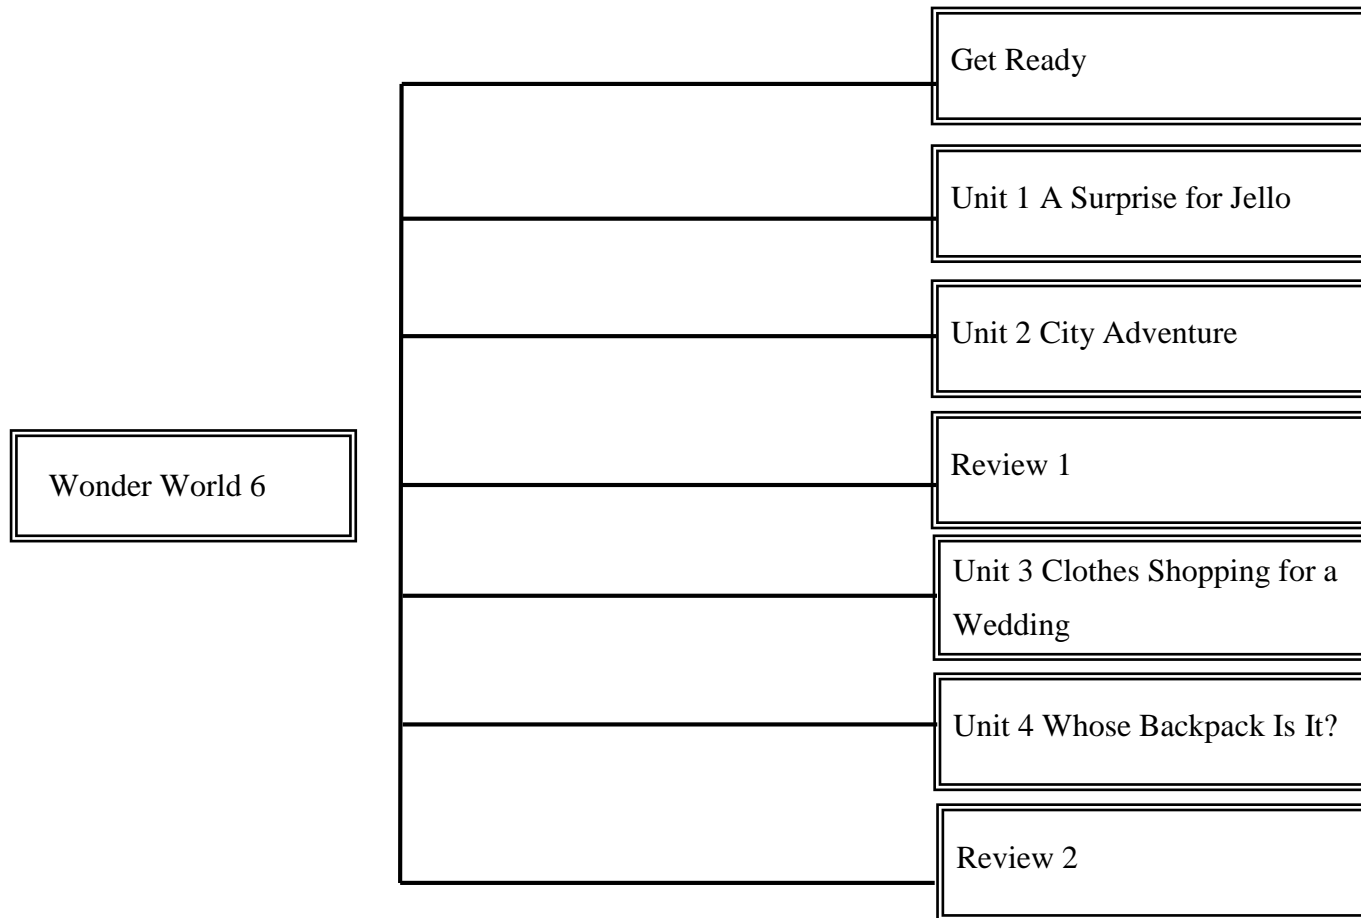 Get Ready
Unit 1 A Surprise for Jello
Unit 2 City Adventure
Review 1
Wonder World 6
Unit 3 Clothes Shopping for a
Wedding
Unit 4 Whose Backpack Is It?
Review 2